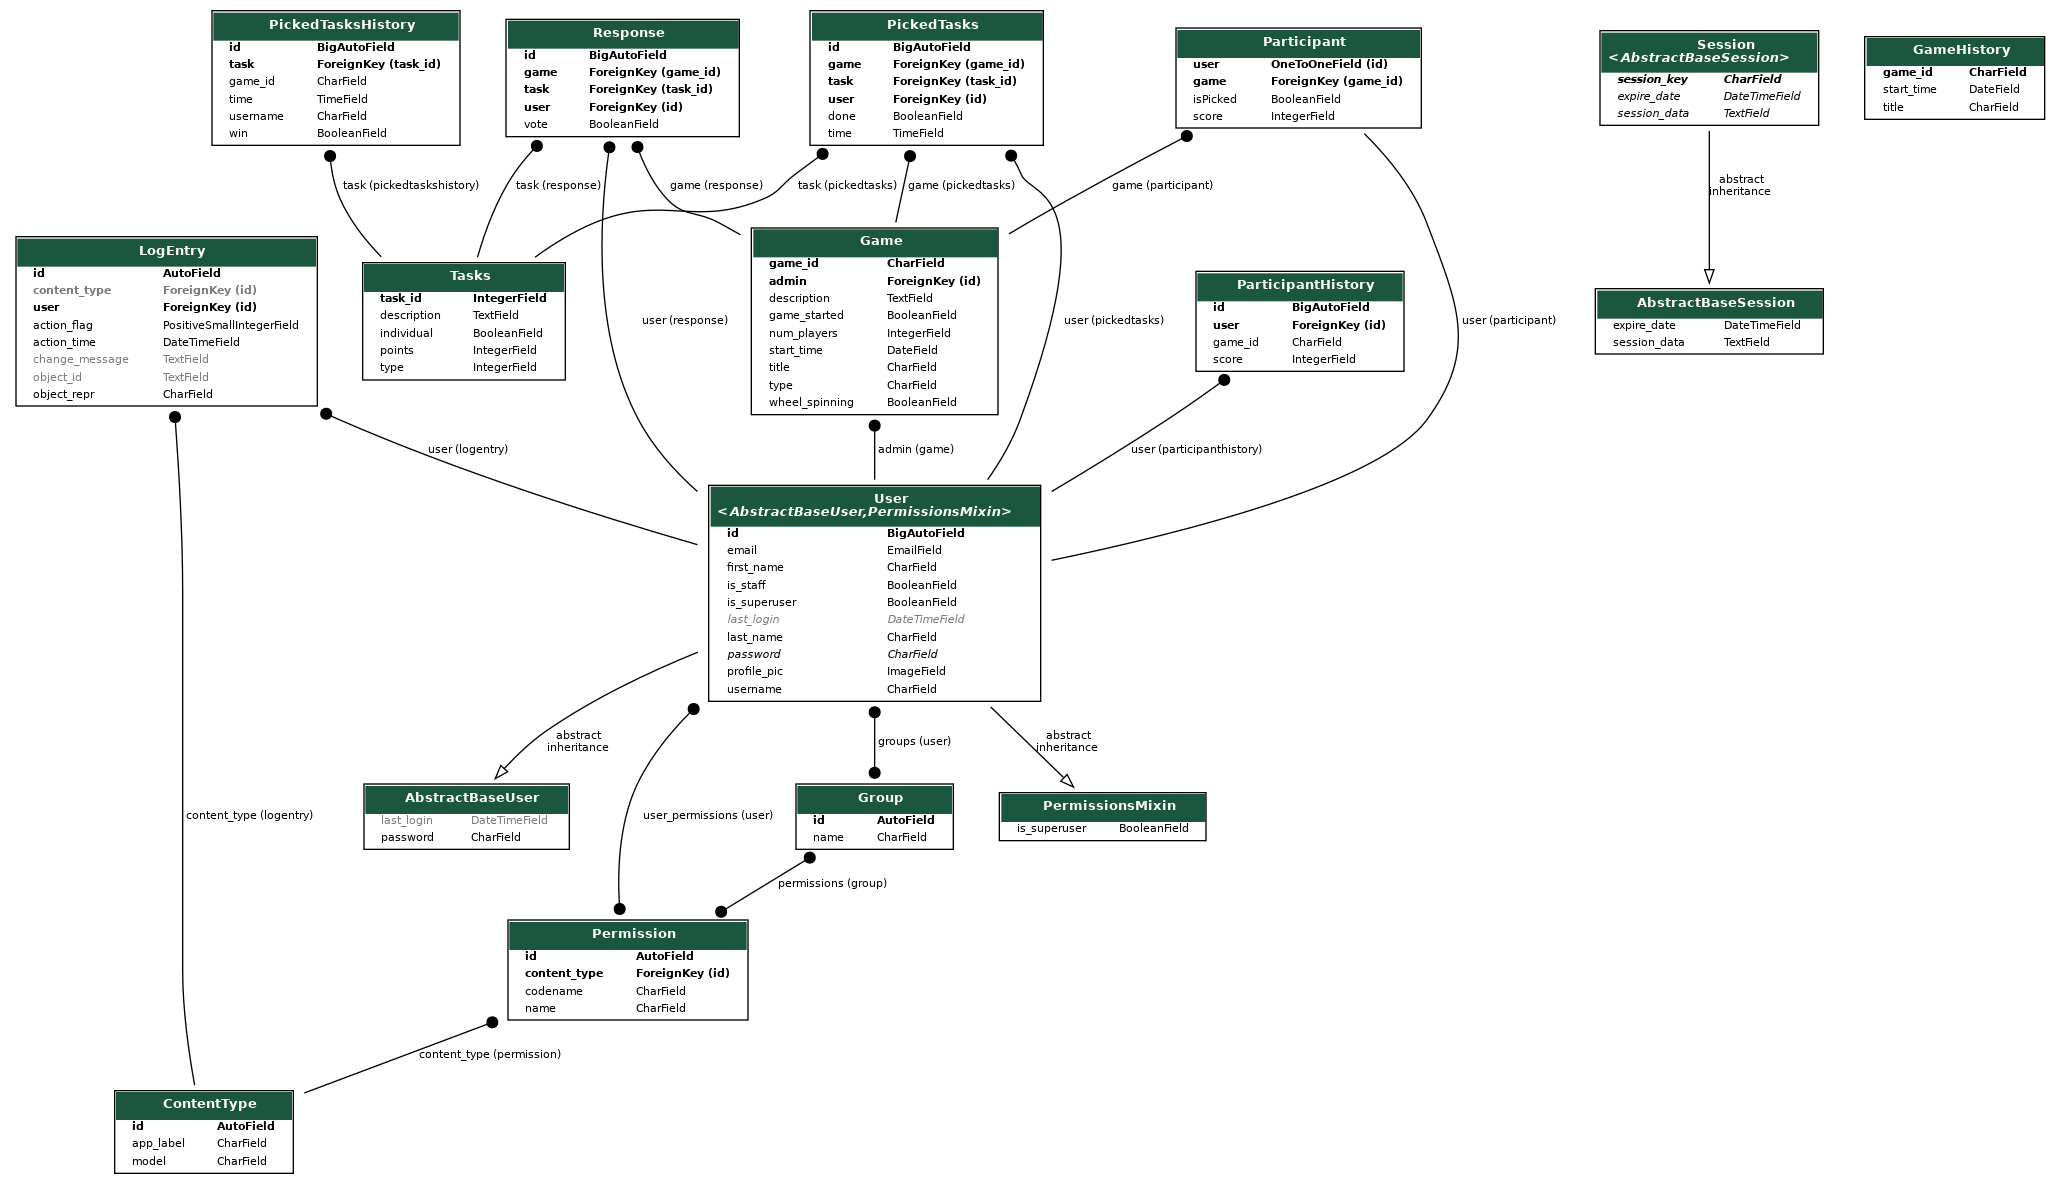 PickedTasksHistory
id BigAutoField
task ForeignKey (task_id)
game_id CharField
time TimeField
username CharField
win BooleanField
Response
id BigAutoField
game ForeignKey (game_id)
task ForeignKey (task_id)
user ForeignKey (id)
vote BooleanField
PickedTasks
id BigAutoField
game ForeignKey (game_id)
task ForeignKey (task_id)
user ForeignKey (id)
done BooleanField
time TimeField
Participant
user OneToOneField (id)
game ForeignKey (game_id)
isPicked BooleanField
score IntegerField
Session
<AbstractBaseSession>
session_key CharField
expire_date DateTimeField
session_data TextField
GameHistory
game_id CharField
start_time DateField
title CharField
task (pickedtaskshistory)
task (response)
game (response)
task (pickedtasks)
game (pickedtasks)
game (participant)
abstract
inheritance
LogEntry
id AutoField
content_type ForeignKey (id)
user ForeignKey (id)
action_flag PositiveSmallIntegerField
action_time DateTimeField
change_message TextField
object_id TextField
object_repr CharField
Tasks
task_id IntegerField
description TextField
individual BooleanField
points IntegerField
type IntegerField
user (response)
Game
game_id CharField
admin ForeignKey (id)
description TextField
game_started BooleanField
num_players IntegerField
start_time DateField
title CharField
type CharField
wheel_spinning BooleanField
user (pickedtasks)
ParticipantHistory
id BigAutoField
user ForeignKey (id)
game_id CharField
score IntegerField
user (participant)
AbstractBaseSession
expire_date DateTimeField
session_data TextField
user (logentry)
admin (game)
user (participanthistory)
User
<AbstractBaseUser,PermissionsMixin>
id BigAutoField
email EmailField
first_name CharField
is_staff BooleanField
is_superuser BooleanField
last_login DateTimeField
last_name CharField
password CharField
profile_pic ImageField
username CharField
abstract
inheritance
groups (user)
abstract
inheritance
content_type (logentry)
AbstractBaseUser
last_login DateTimeField
password CharField
user_permissions (user)
Group
id AutoField
name CharField
PermissionsMixin
is_superuser BooleanField
permissions (group)
Permission
id AutoField
content_type ForeignKey (id)
codename CharField
name CharField
content_type (permission)
ContentType
id AutoField
app_label CharField
model CharField